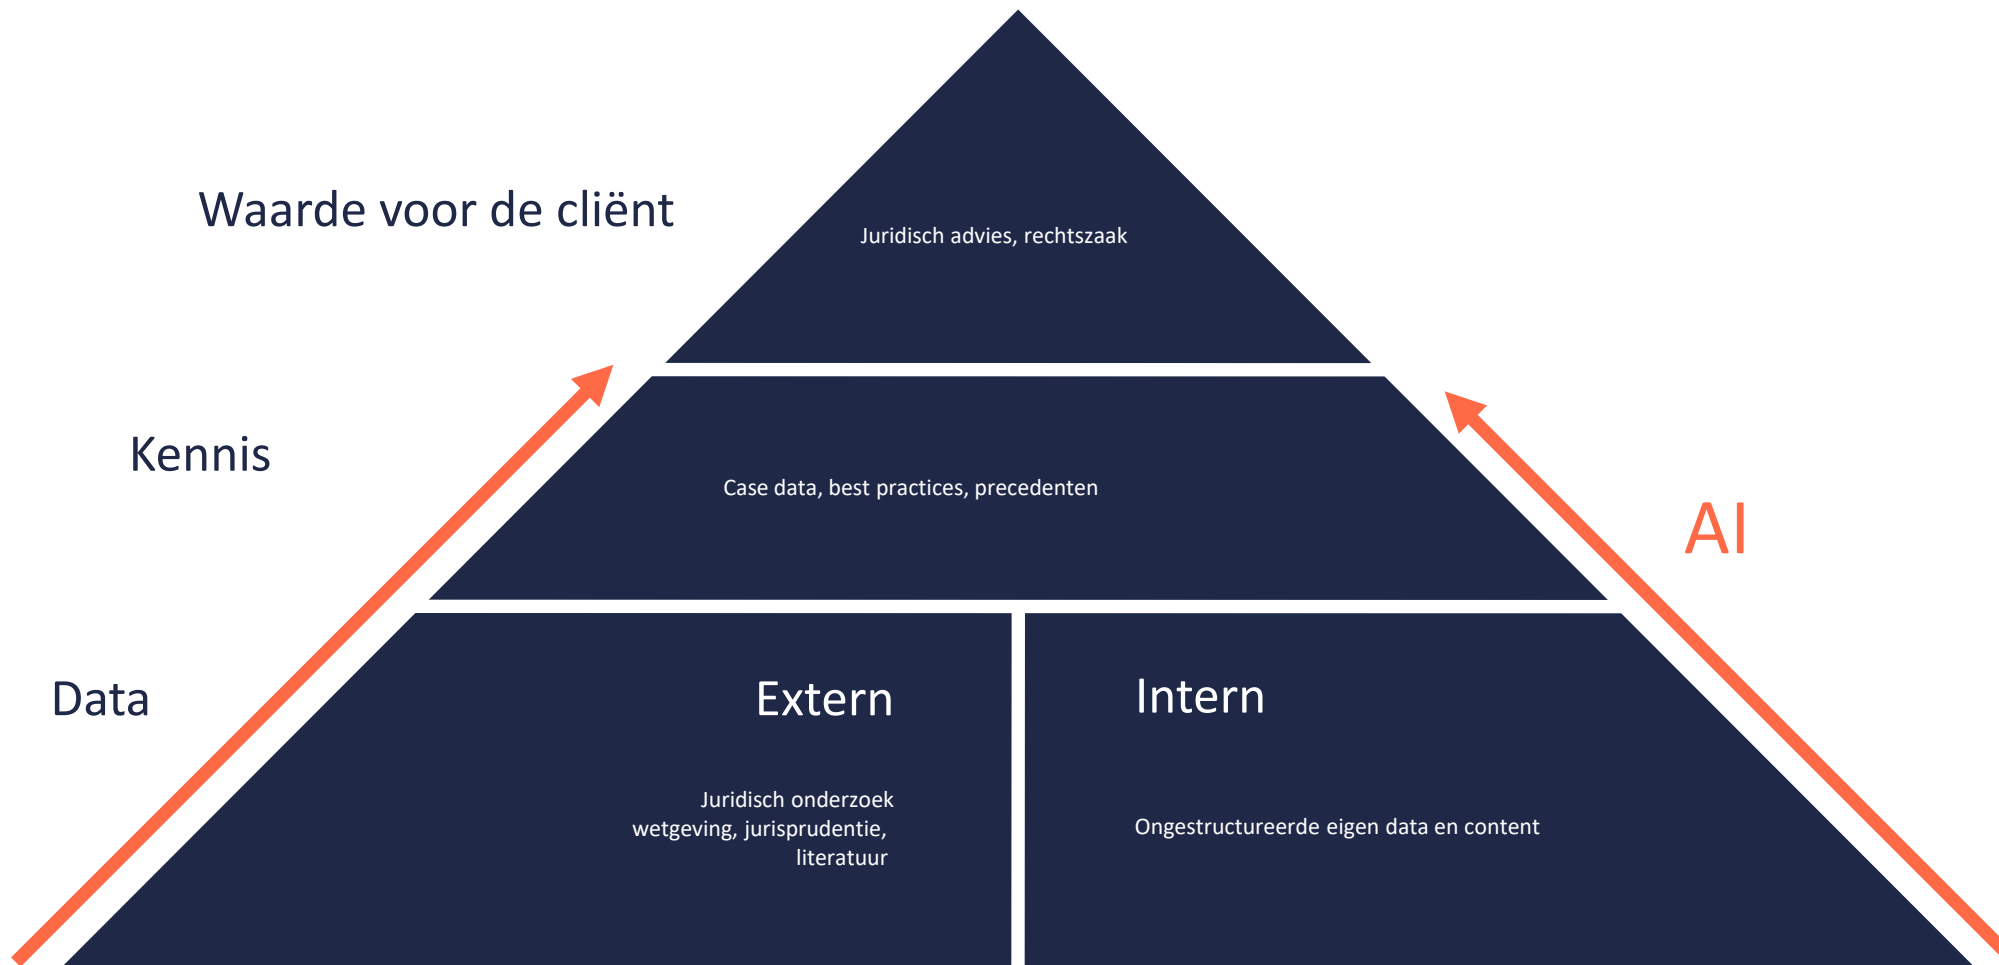 Waarde voor de cliënt
Juridisch advies, rechtszaak
Kennis
Case data, best practices, precedenten
AI
Data
Extern
Intern
Juridisch onderzoek
wetgeving, jurisprudentie,
literatuur
Ongestructureerde eigen data en content